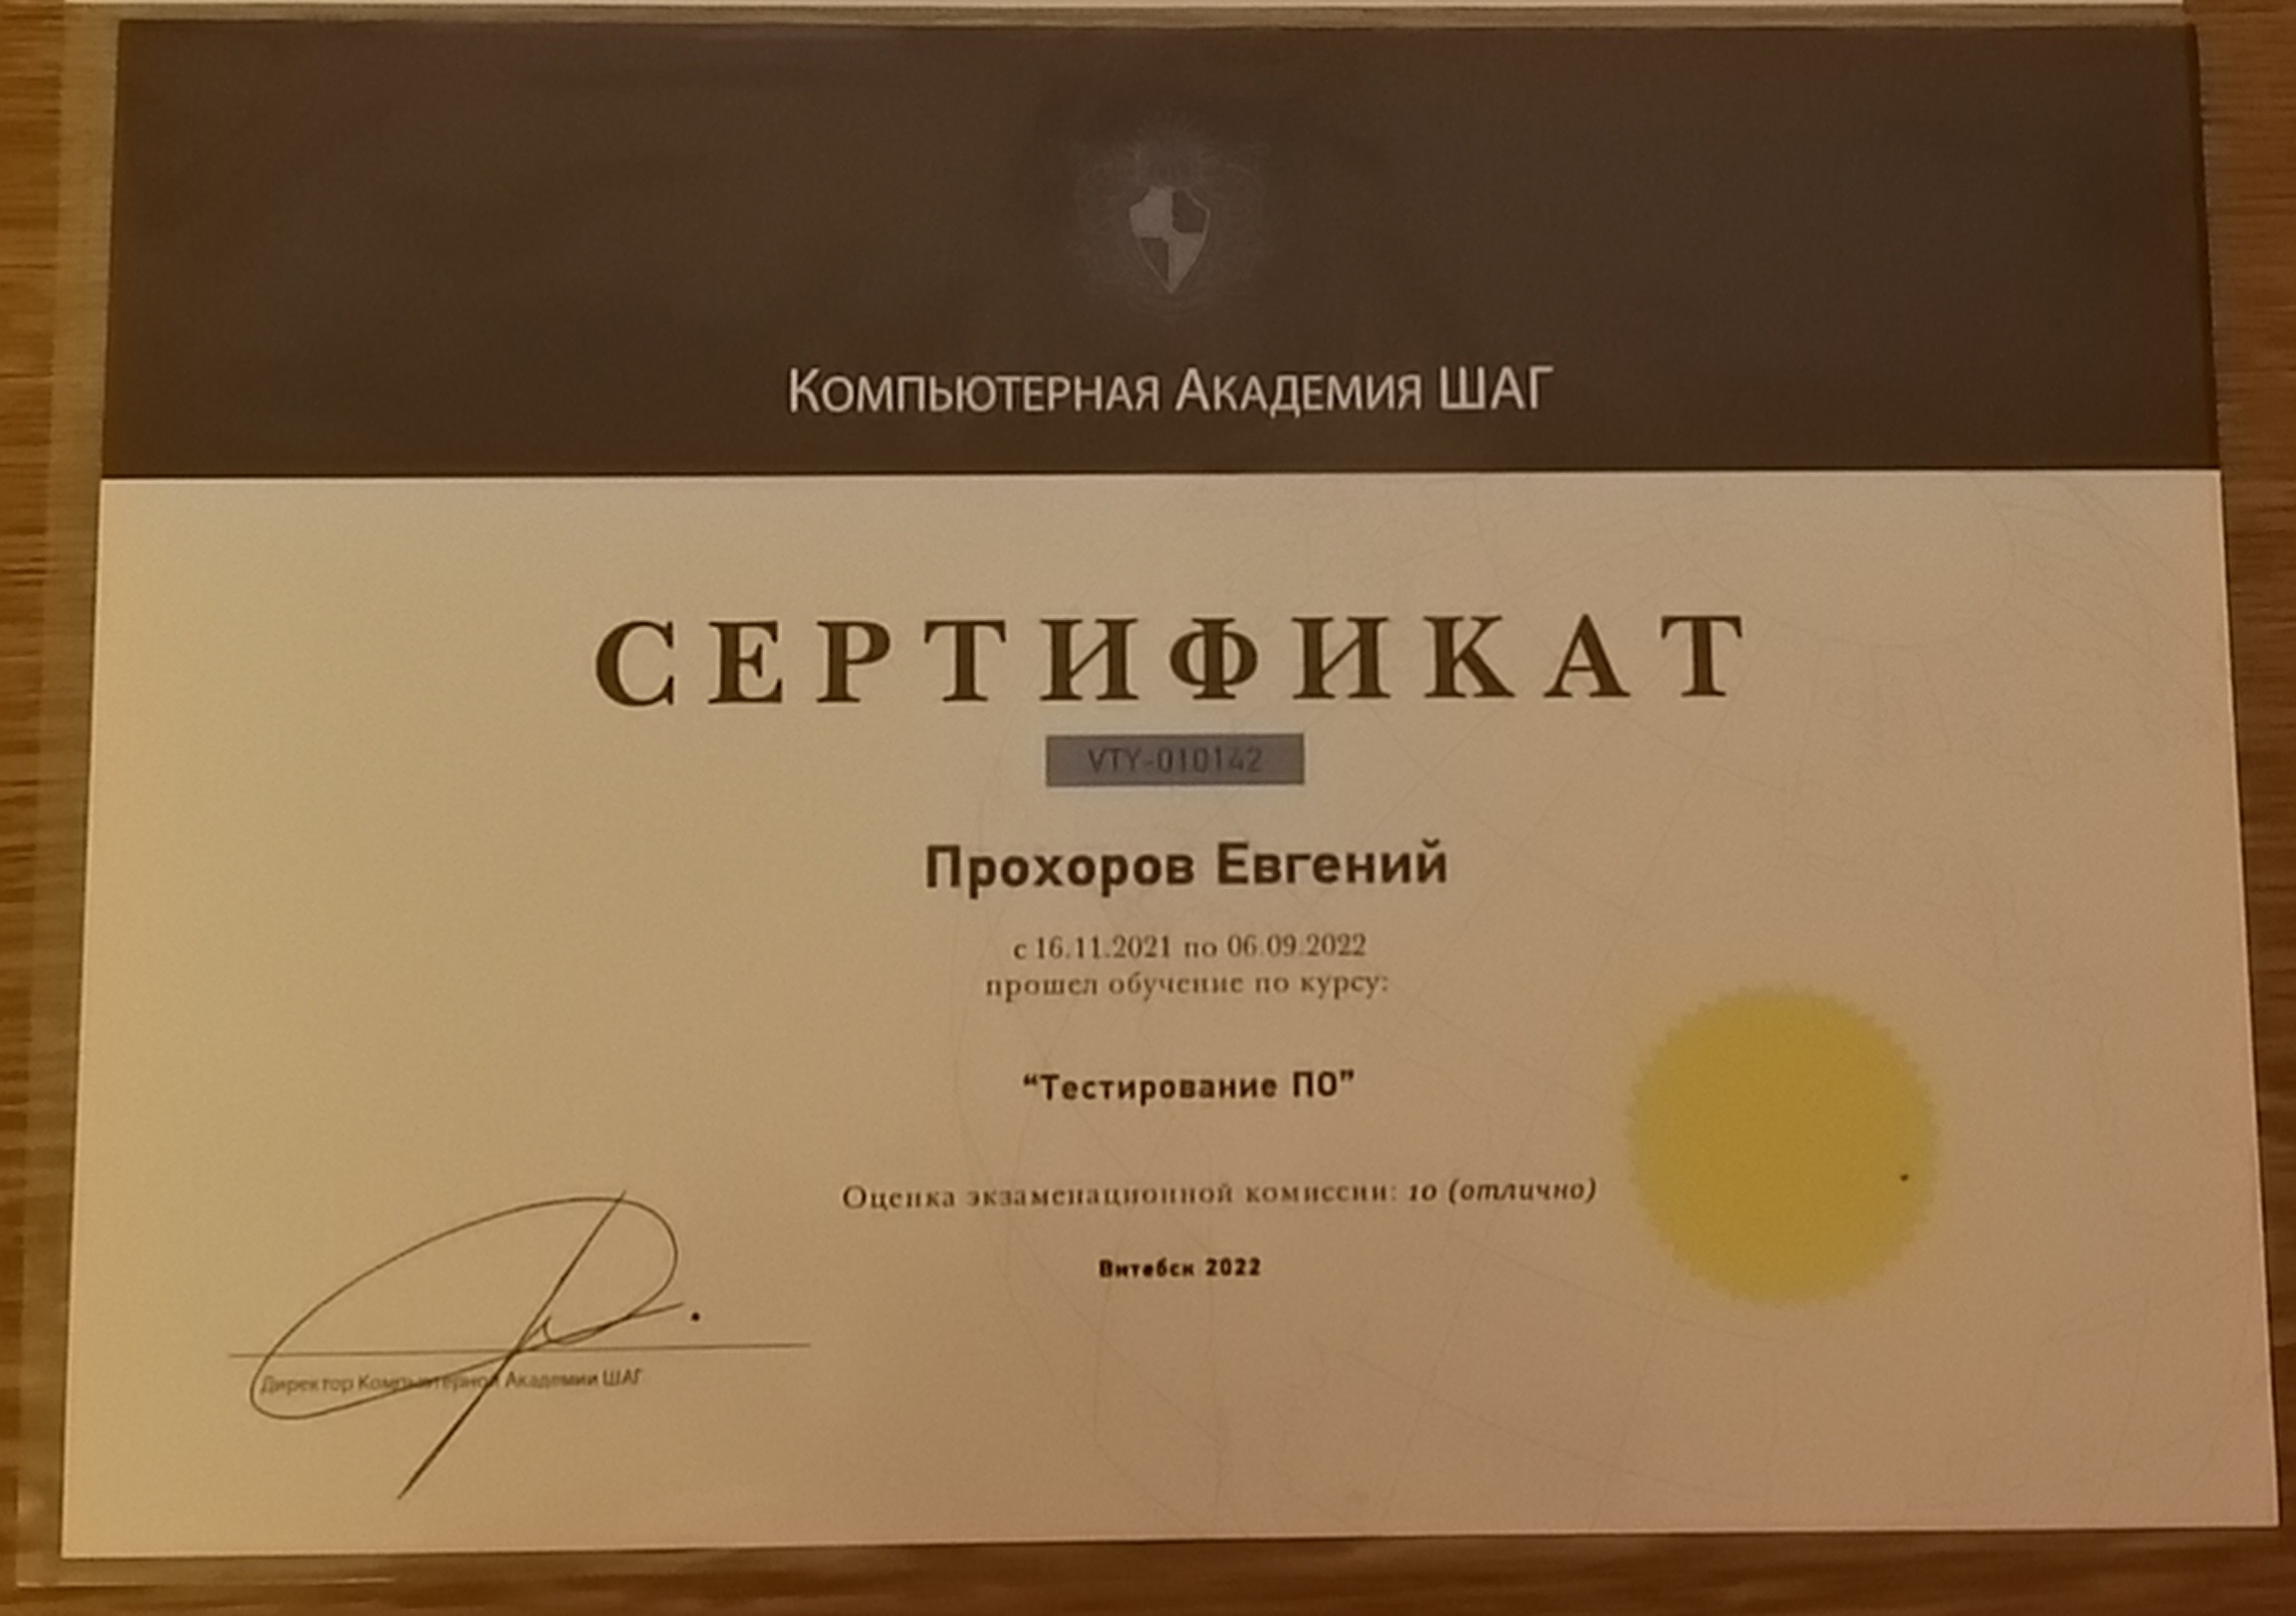 Компьютерная Академия ШАГ
СЕРТИФИКАТ
VTY-010142
Прохоров Евгений
с 16.11.2021 по 06.09.2022
прошел обучение по курсу:
“Тестирование ПО”
Оценка экзаменационной комиссии: 10 (отлично)
Витебск 2022
Директор Компьютерной Академии ШАГ